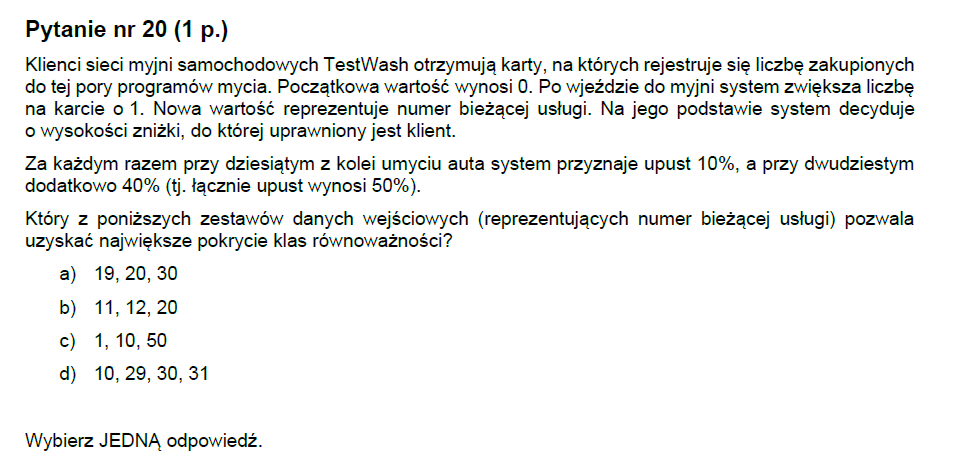 Pytanie nr 20 (1 p.)
Klienci sieci myjni samochodowych TestWash otrzymują karty, na których rejestruje się liczbę zakupionych
do tej pory programów mycia. Początkowa wartość wynosi 0. Po wjeździe do myjni system zwiększa liczbę
na karcie o 1. Nowa wartość reprezentuje numer bieżącej usługi. Na jego podstawie system decyduje
o wysokości zniżki, do której uprawniony jest klient.
Za każdym razem przy dziesiątym z kolei umyciu auta system przyznaje upust 10%, a przy dwudziestym
dodatkowo 40% (tj. łącznie upust wynosi 50%).
Który z poniższych zestawów danych wejściowych (reprezentujących numer bieżącej usługi) pozwala
uzyskać największe pokrycie klas równoważności?
a) 19, 20, 30
b) 11, 12, 20
c) 1, 10, 50
d) 10, 29, 30, 31
Wybierz JEDNĄ odpowiedź.